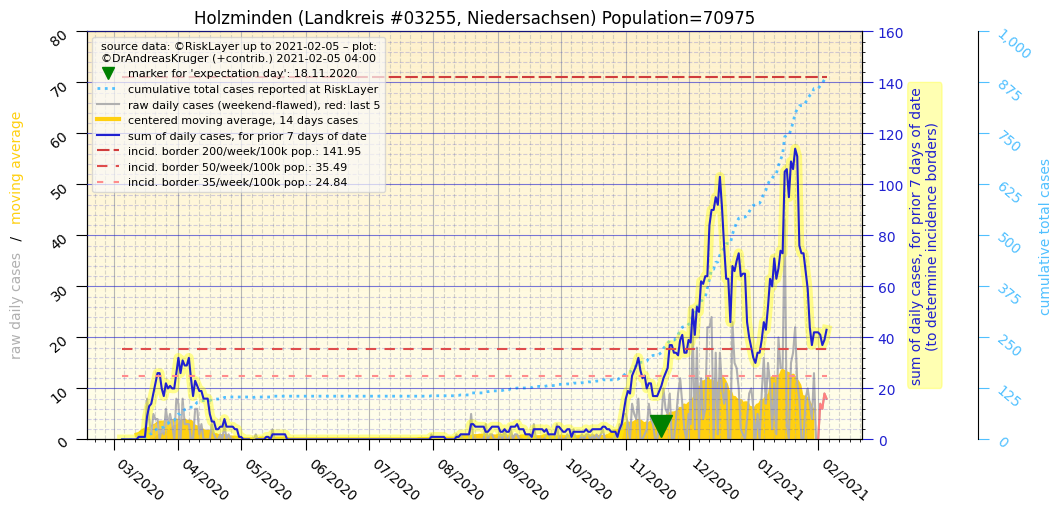 Holzminden (Landkreis #03255, Niedersachsen) Population=70975
source data: ©RiskLayer up to 2021-02-05 – plot:
©DrAndreasKruger (+contrib.) 2021-02-05 04:00
marker for 'expectation day': 18.11.2020
cumulative total cases reported at RiskLayer
raw daily cases (weekend-flawed), red: last 5
centered moving average, 14 days cases
sum of daily cases, for prior 7 days of date
incid. border 200/week/100k pop.: 141.95
incid. border 50/week/100k pop.: 35.49
incid. border 35/week/100k pop.: 24.84
raw daily cases / moving average
80
70
60
50
40
30
20
10
0
03/2020
04/2020
05/2020
06/2020
07/2020
08/2020
09/2020
10/2020
11/2020
12/2020
01/2021
02/2021
160
140
120
100
80
60
40
20
0
sum of daily cases, for prior 7 days of date
(to determine incidence borders)
1,000
875
750
625
500
375
250
125
0
cumulative total cases